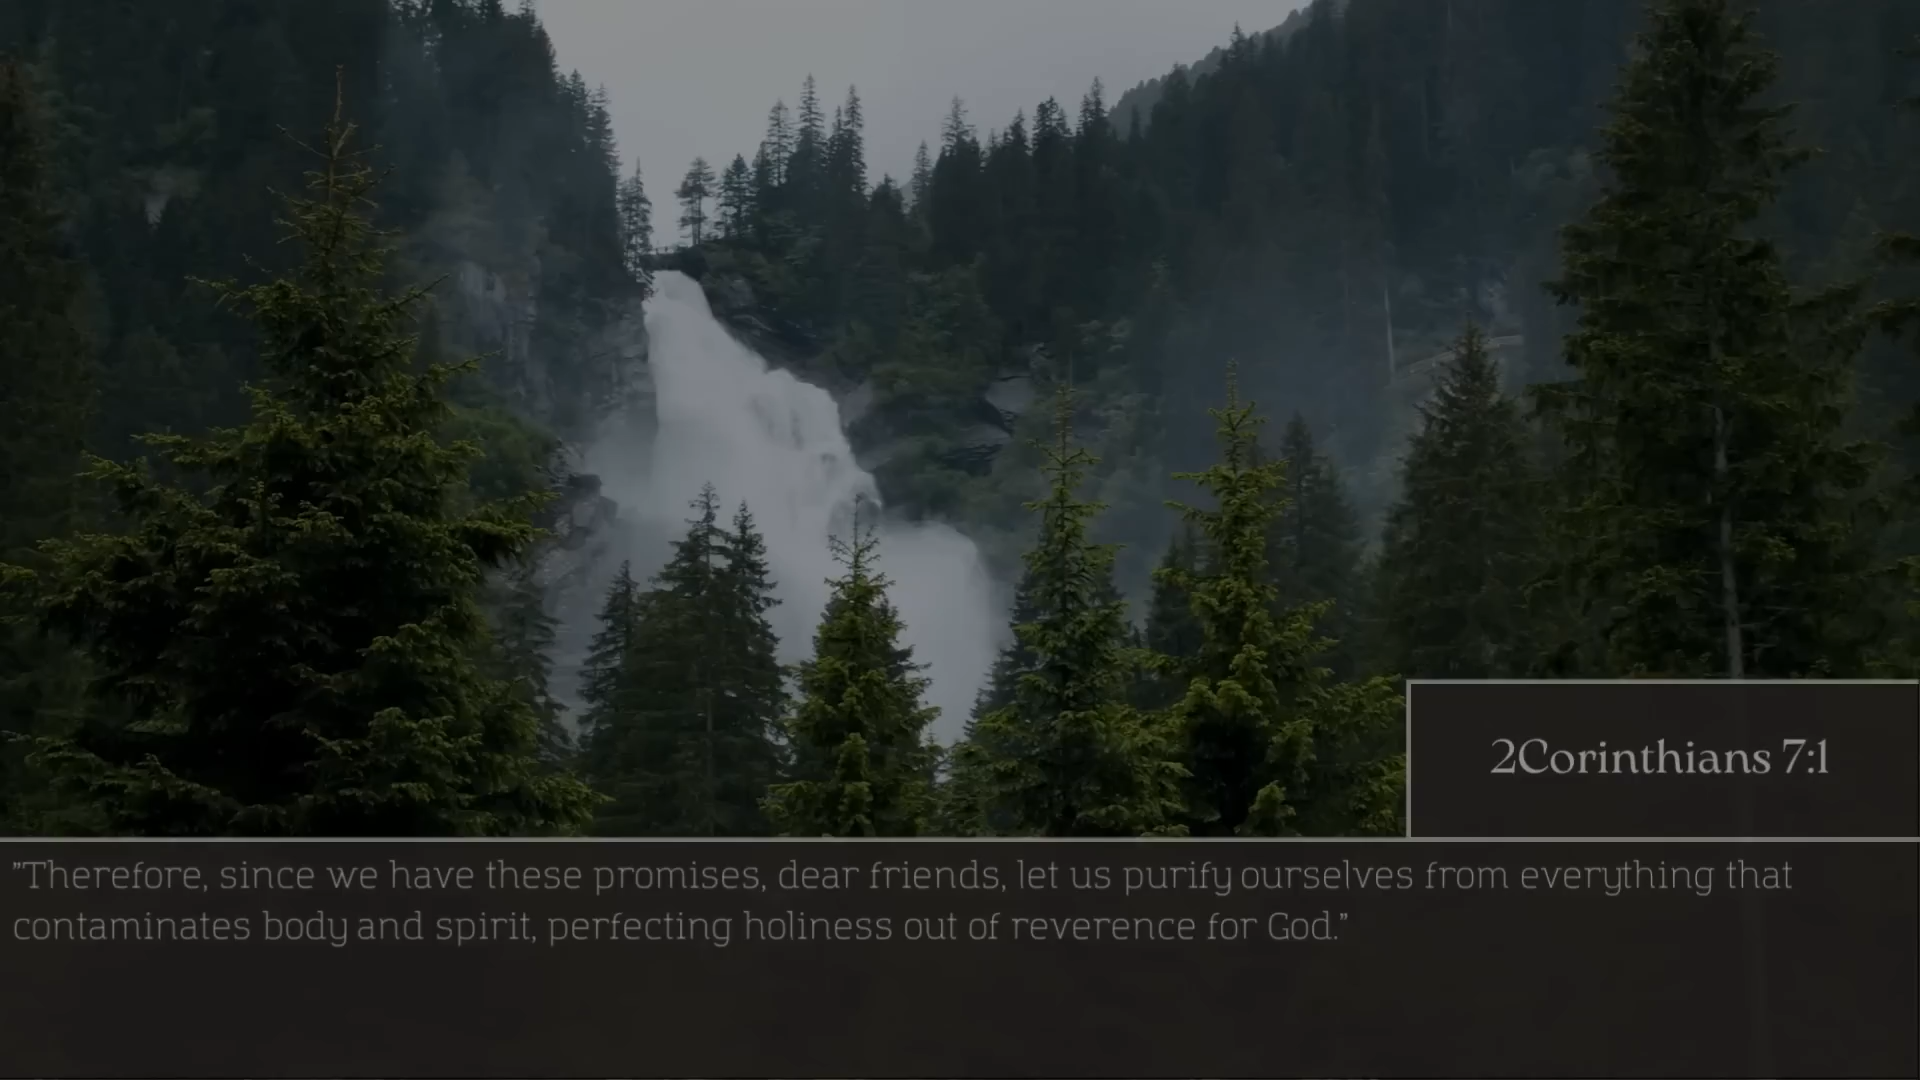 2Corinthians 7:1
”Therefore, since we have these promises, dear friends, let us purify ourselves from everything that
contaminates body and spirit, perfecting holiness out of reverence for God.”